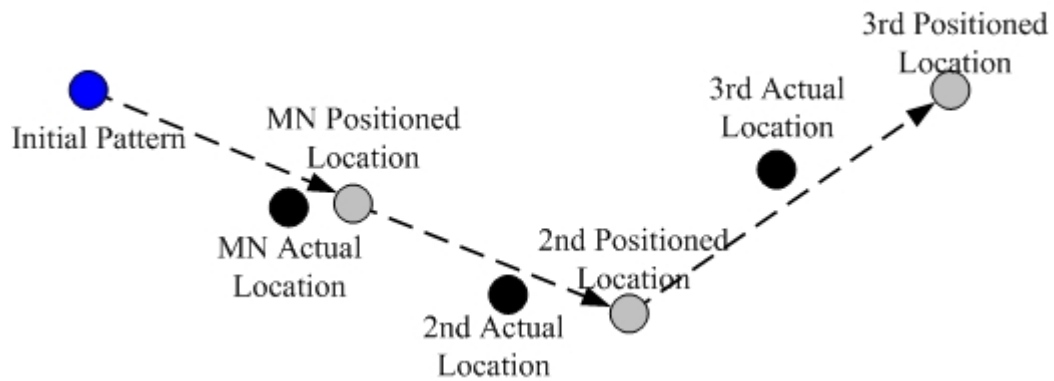 Initial Pattern
MN Positioned
Location
MN Actual
Location
2nd Positioned
Location
2nd Actual
Location
3rd Actual
Location
3rd Positioned
Location